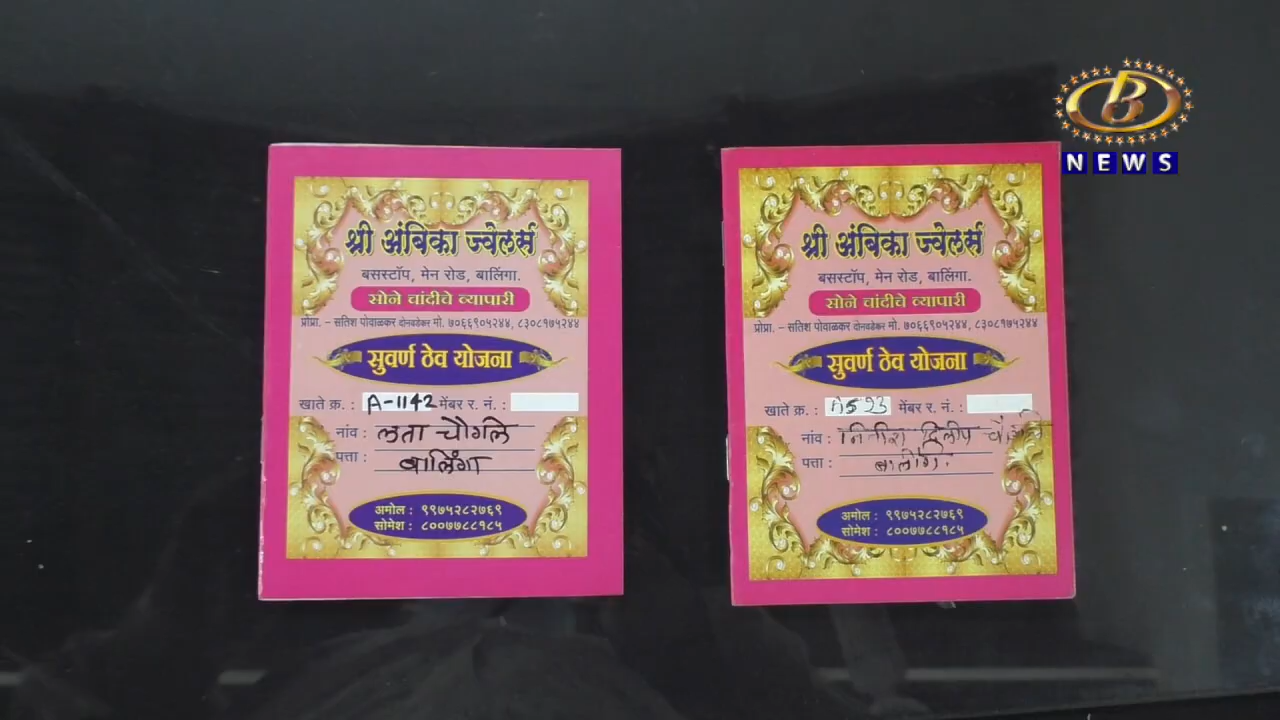 B
NEWS
श्री अंबिका ज्वेलर्स
बसस्टॉप, मेन रोड, बालिंगा.
सोने चांदीचे व्यापारी
प्रोप्रा. – सतिश पोवाळकर दोनवडेकर मो. ७०६६९०५२४४, ८३०८१७५२४४
सुवर्ण ठेव योजना
खाते क्र. : A-1142 मेंबर र. नं. :
नांव : लता चौगले
पत्ता : बालिंगा
अमोल : ९९७५२८२७६९
सोमेश : ८००७७८८१८५
श्री अंबिका ज्वेलर्स
बसस्टॉप, मेन रोड, बालिंगा.
सोने चांदीचे व्यापारी
प्रोप्रा. – सतिश पोवाळकर दोनवडेकर मो. ७०६६९०५२४४, ८३०८१७५२४४
सुवर्ण ठेव योजना
खाते क्र. : A523 मेंबर र. नं. :
नांव : दिलीप
पत्ता :
अमोल : ९९७५२८२७६९
सोमेश : ८००७७८८१८५